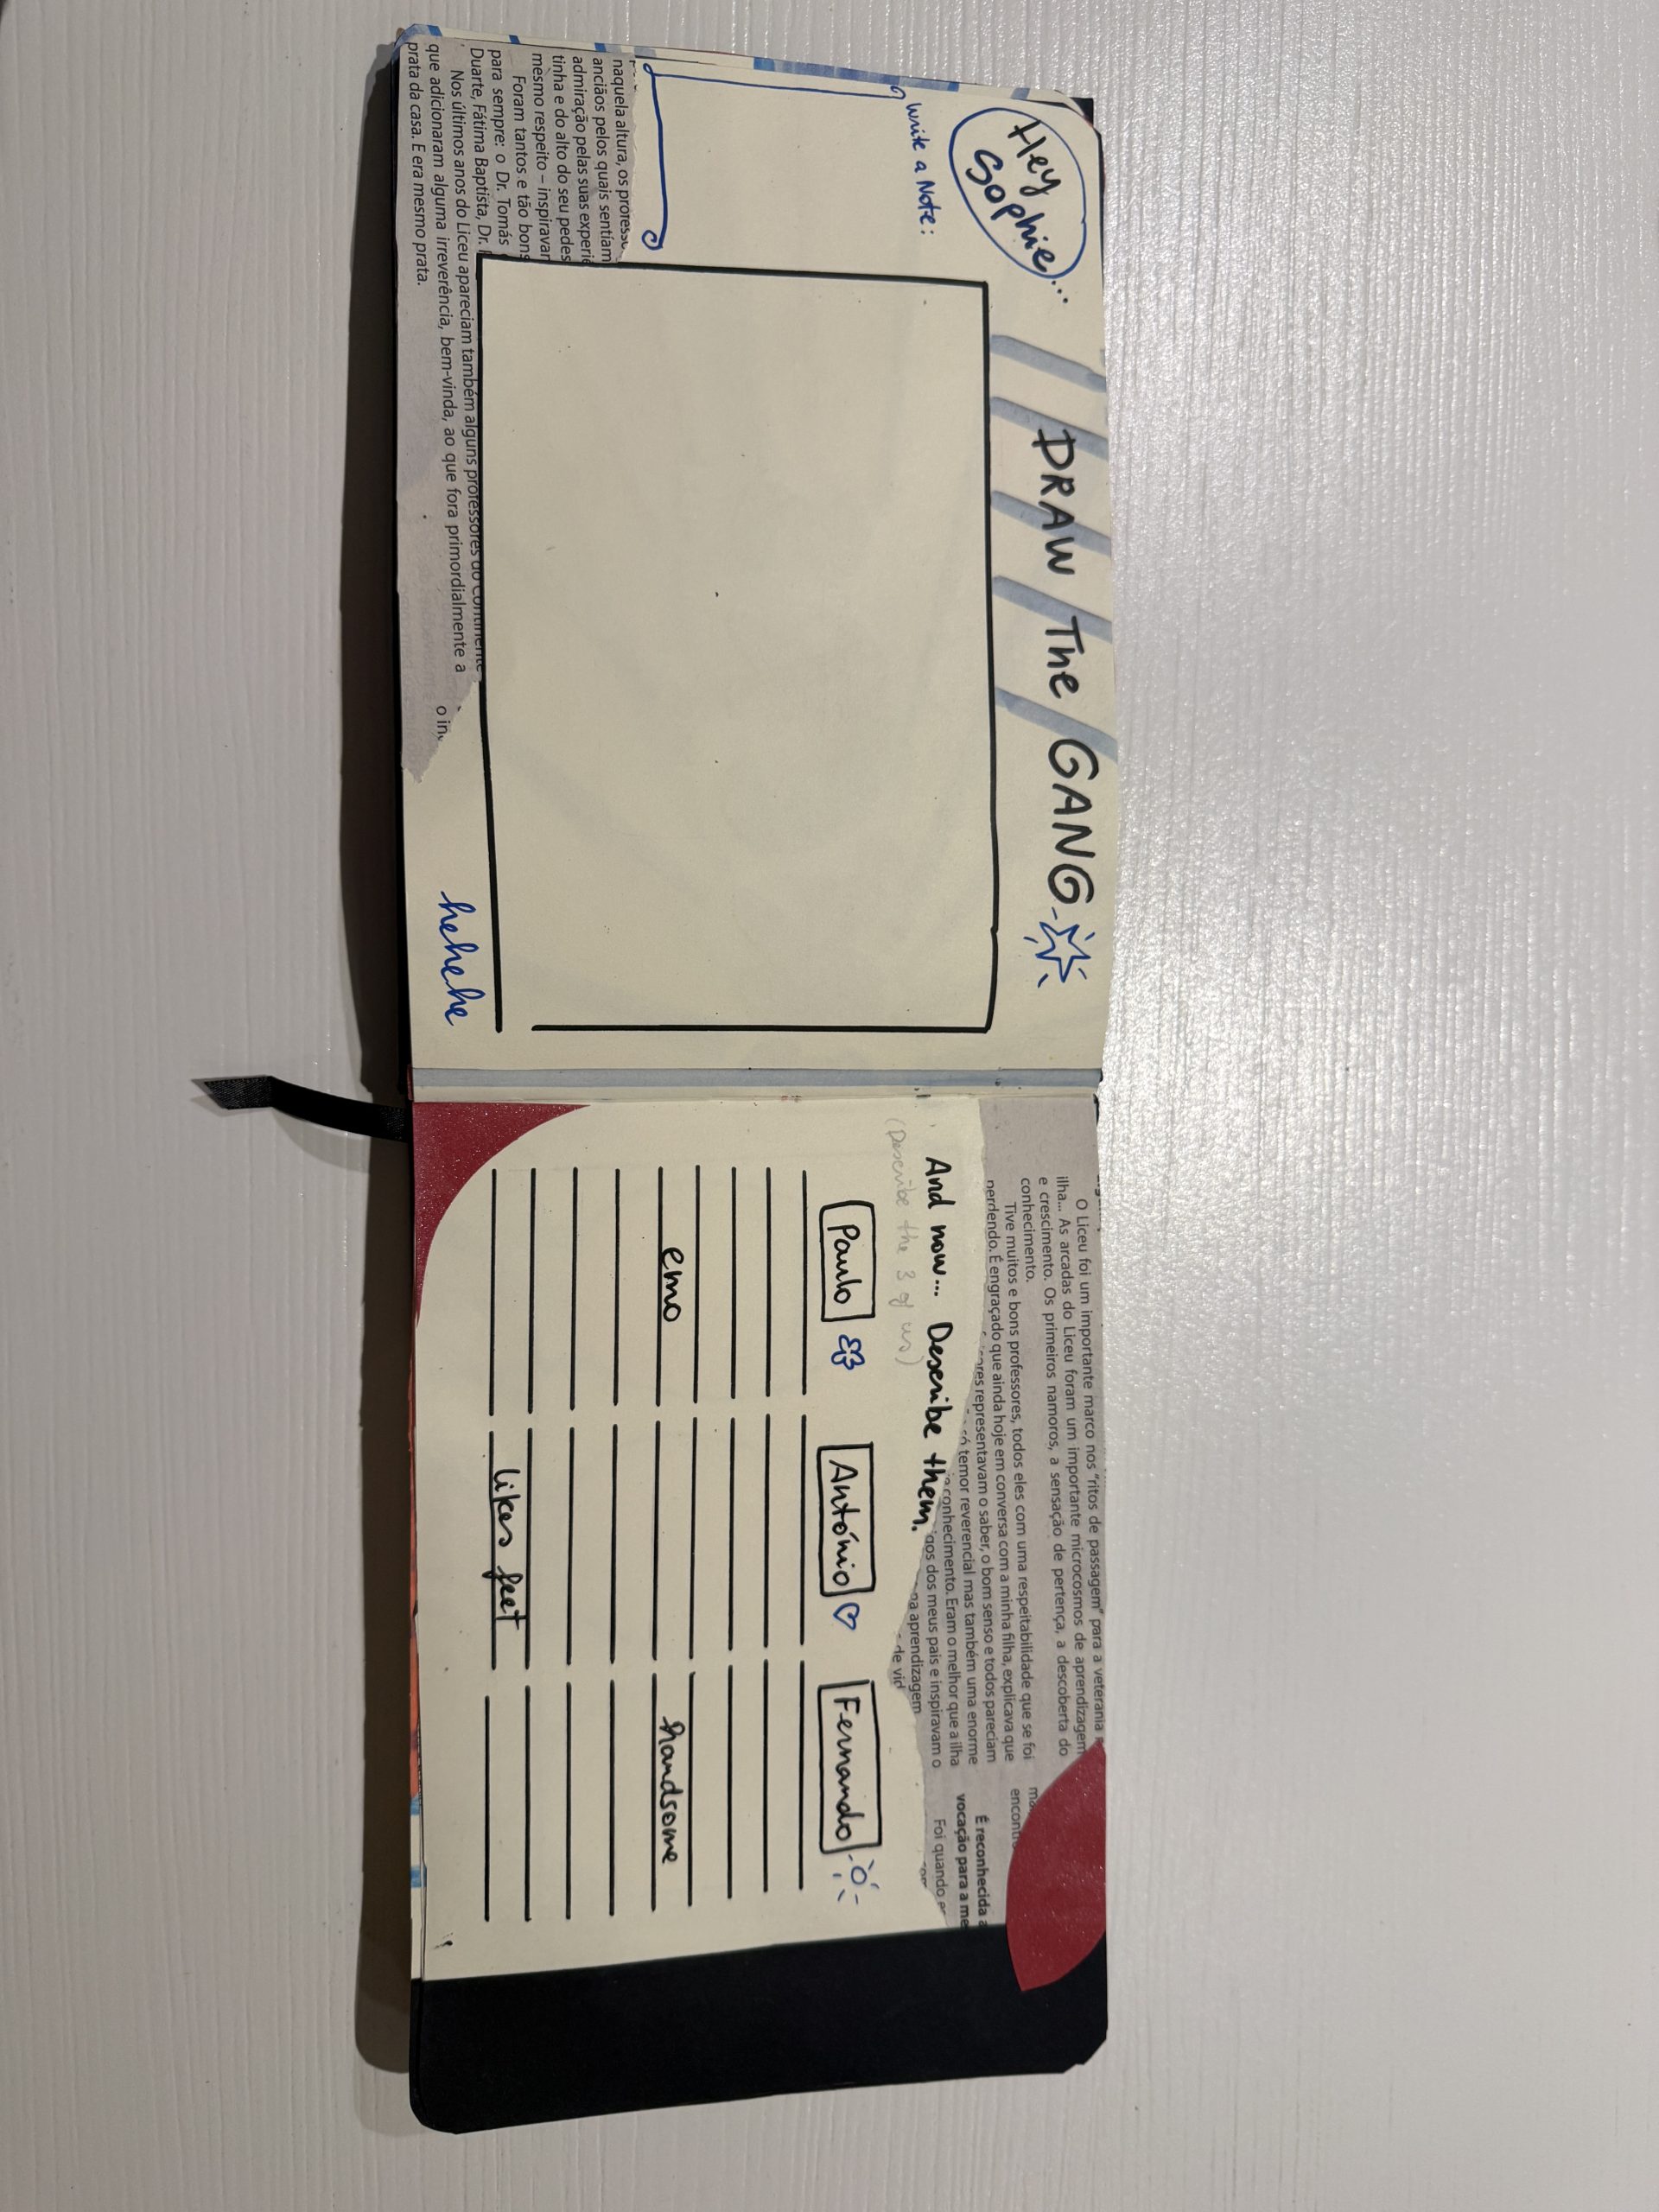 Hey
Sophie...
DRAW The GANG
Write a Note:
naquela altura, os
anciãos pelos quais sentiam
admiração pelas suas
tinha e do alto do seu
mesmo respeito – inspiravam
Foram tantos e tão bons
para sempre: o Dr. Tomás
Duarte, Fátima Baptista, Dr.
Nos últimos anos do Liceu apareciam também alguns professores do Continente
que adicionaram alguma irreverência, bem-vinda, ao que fora primordialmente a
prata da casa. E era mesmo prata.
hehehe
O Liceu foi um importante marco nos "ritos de passagem" para a veterania
ilha... As arcadas do Liceu foram um importante microcosmos de aprendizagem
e crescimento. Os primeiros namoros, a sensação de pertença, a descoberta do
conhecimento.
Tive muitos e bons professores, todos eles com uma respeitabilidade que se foi
perdendo. É engraçado que ainda hoje em conversa com a minha filha, explicava que
representavam o saber, o bom senso e todos pareciam
só temor reverencial mas também uma enorme
conhecimento. Eram o melhor que a ilha
dos meus pais e inspiravam o
na aprendizagem
de
É reconhecida
vocação para a
Foi quando
And now... Describe them.
(Describe the 3 of us)
Paulo
António
Fernando
emo
handsome
likes feet